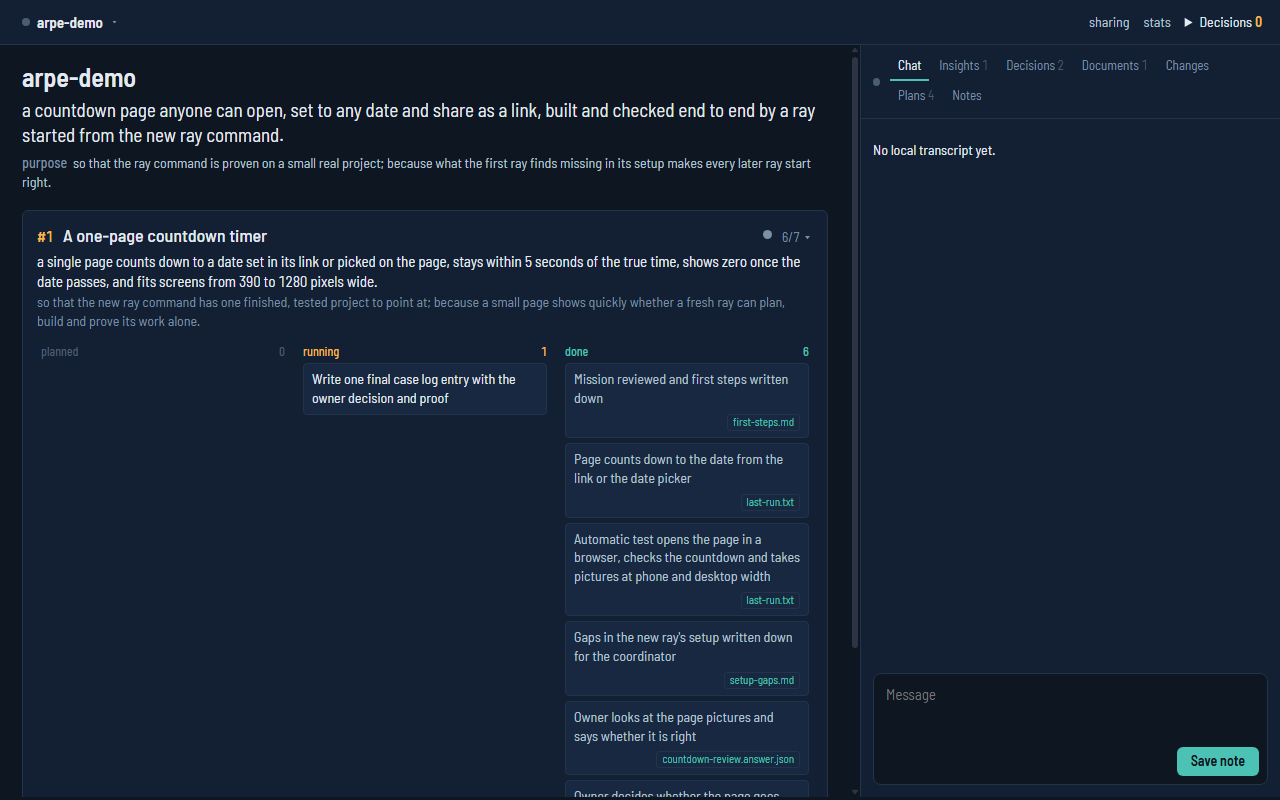 arpe-demo
sharing stats ▶ Decisions 0
arpe-demo
a countdown page anyone can open, set to any date and share as a link, built and checked end to end by a ray
started from the new ray command.
purpose so that the ray command is proven on a small real project; because what the first ray finds missing in its setup makes every later ray start
right.
#1 A one-page countdown timer
6/7
a single page counts down to a date set in its link or picked on the page, stays within 5 seconds of the true time, shows zero once the
date passes, and fits screens from 390 to 1280 pixels wide.
so that the new ray command has one finished, tested project to point at; because a small page shows quickly whether a fresh ray can plan,
build and prove its work alone.
planned 0
running 1
Write one final case log entry with the
owner decision and proof
done 6
Mission reviewed and first steps written
down
first-steps.md
Page counts down to the date from the
link or the date picker
last-run.txt
Automatic test opens the page in a
browser, checks the countdown and takes
pictures at phone and desktop width
last-run.txt
Gaps in the new ray's setup written down
for the coordinator
setup-gaps.md
Owner looks at the page pictures and
says whether it is right
countdown-review.answer.json
Owner decides whether the page goes
Chat Insights 1 Decisions 2 Documents 1 Changes
Plans 4 Notes
No local transcript yet.
Message
Save note